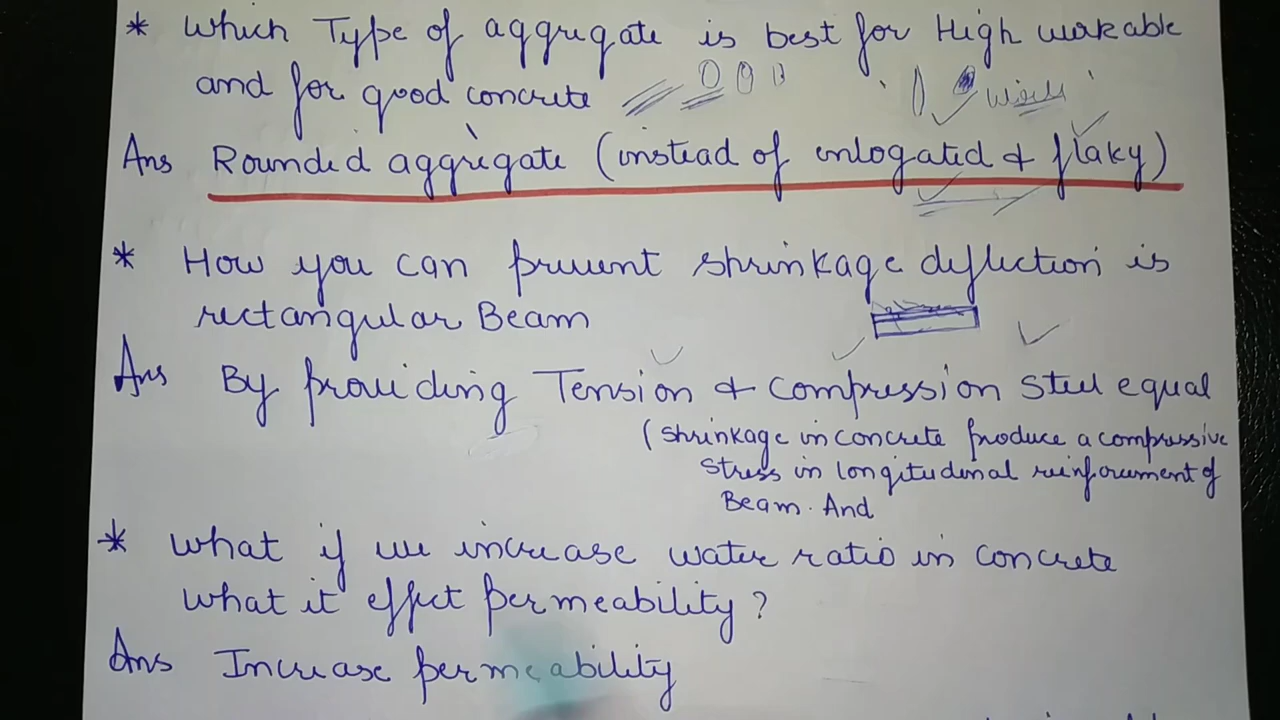 * Which Type of aggregate is best for High workable
and for good concrete
Ans Rounded aggregate (instead of enlogated & flaky)
* How you can prevent shrinkage deflection is
rectangular Beam
Ans By providing Tension & Compression Steel equal
(shrinkage in concrete produce a compressive
stress in longitudenal reinforcement of
Beam. And
* What if we increase water ratio in concrete
what it effect permeability?
Ans Increase permeability